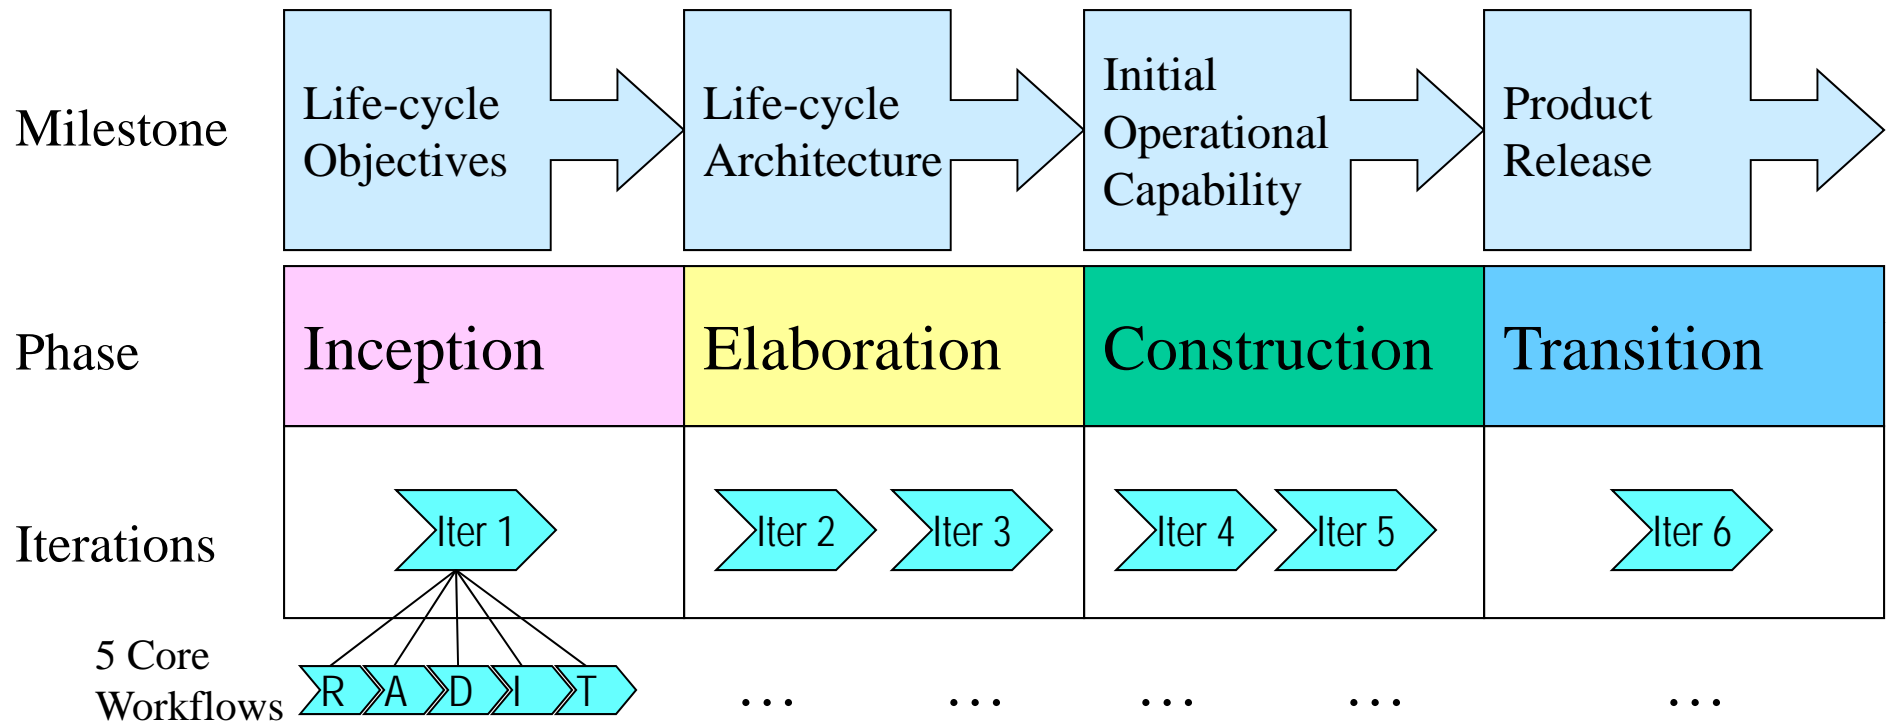 Milestone
Life-cycle
Objectives
Life-cycle
Architecture
Initial
Operational
Capability
Product
Release
Phase
Inception
Elaboration
Construction
Transition
Iterations
Iter 1
Iter 2
Iter 3
Iter 4
Iter 5
Iter 6
5 Core
Workflows
R
A
D
I
T
…
…
…
…
…